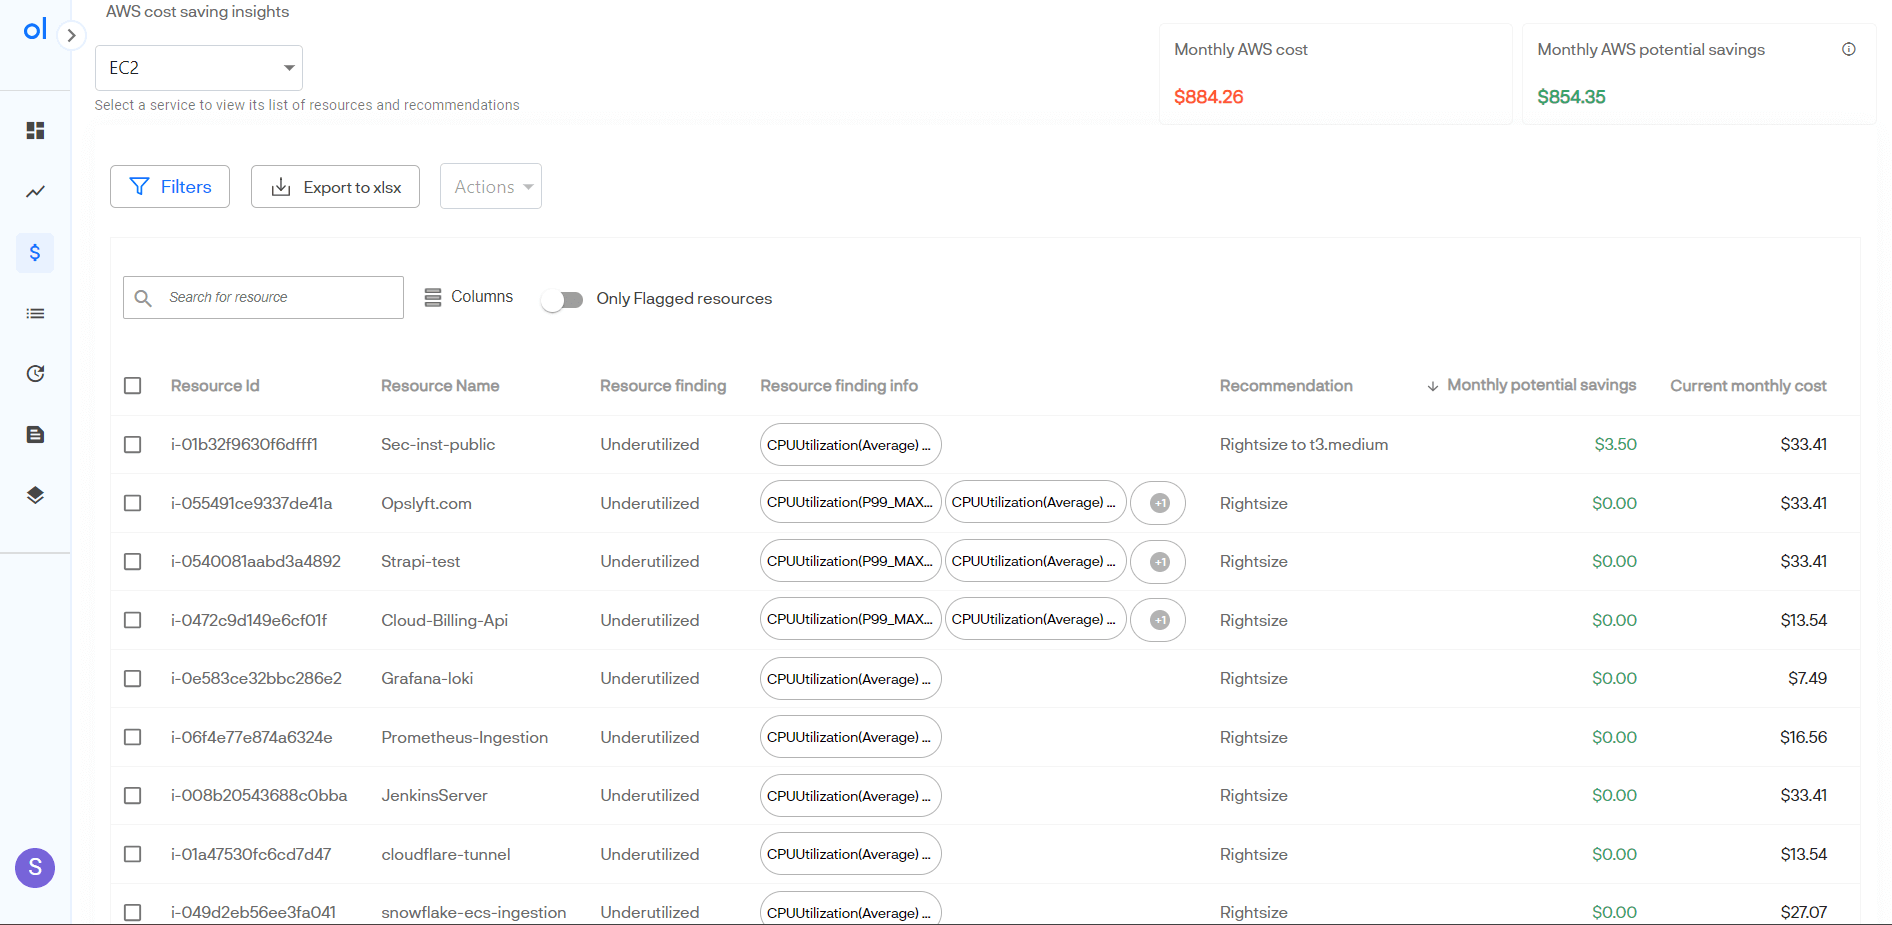 AWS cost saving insights
ol
EC2
Select a service to view its list of resources and recommendations
Monthly AWS cost
$884.26
Monthly AWS potential savings
$854.35
Filters
Export to xlsx
Actions
Search for resource
Columns
Only Flagged resources
Resource Id Resource Name Resource finding Resource finding info Recommendation Monthly potential savings Current monthly cost
i-01b32f9630f6dfff1 Sec-inst-public Underutilized CPUUtilization(Average) ... Rightsize to t3.medium $3.50 $33.41
i-055491ce9337de41a Opslyft.com Underutilized CPUUtilization(P99_MAX... CPUUtilization(Average) ... +1 Rightsize $0.00 $33.41
i-0540081aabd3a4892 Strapi-test Underutilized CPUUtilization(P99_MAX... CPUUtilization(Average) ... +1 Rightsize $0.00 $33.41
i-0472c9d149e6cf01f Cloud-Billing-Api Underutilized CPUUtilization(P99_MAX... CPUUtilization(Average) ... +1 Rightsize $0.00 $13.54
i-0e583ce32bbc286e2 Grafana-loki Underutilized CPUUtilization(Average) ... Rightsize $0.00 $7.49
i-06f4e77e874a6324e Prometheus-Ingestion Underutilized CPUUtilization(Average) ... Rightsize $0.00 $16.56
i-008b20543688c0bba JenkinsServer Underutilized CPUUtilization(Average) ... Rightsize $0.00 $33.41
i-01a47530fc6cd7d47 cloudflare-tunnel Underutilized CPUUtilization(Average) ... Rightsize $0.00 $13.54
i-049d2eb56ee3fa041 snowflake-ecs-ingestion Underutilized CPUUtilization(Average) ... Rightsize $0.00 $27.07
S